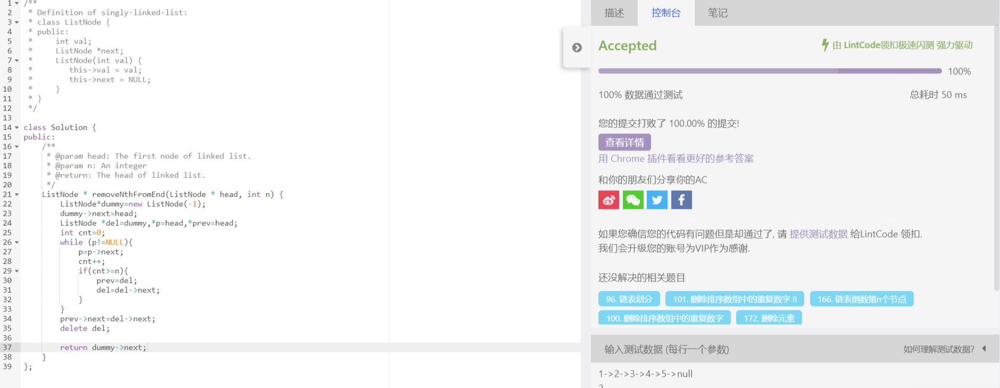 1 /**
2  * Definition of singly-linked-list:
3  * class ListNode {
4  * public:
5  *     int val;
6  *     ListNode *next;
7  *     ListNode(int val) {
8  *        this->val = val;
9  *        this->next = NULL;
10  *     }
11  * }
12  */
13
14 class Solution {
15 public:
16     /**
17      * @param head: The first node of linked list.
18      * @param n: An integer
19      * @return: The head of linked list.
20      */
21     ListNode * removeNthFromEnd(ListNode * head, int n) {
22         ListNode*dummy=new ListNode(-1);
23         dummy->next=head;
24         ListNode *del=dummy,*p=head,*prev=head;
25         int cnt=0;
26         while (p!=NULL){
27             p=p->next;
28             cnt++;
29             if(cnt>=n){
30                 prev=del;
31                 del=del->next;
32             }
33         }
34         prev->next=del->next;
35         delete del;
36
37         return dummy->next;
38     }
39 };
描述 控制台 笔记
Accepted 由 LintCode领扣极速闪测 强力驱动
100%
100% 数据通过测试 总耗时 50 ms
您的提交打败了 100.00% 的提交!
查看详情
用 Chrome 插件看看更好的参考答案
和你的朋友们分享你的AC
如果您确信您的代码有问题但是却通过了, 请 提供测试数据 给LintCode 领扣.
我们会升级您的账号为VIP作为感谢.
还没解决的相关题目
96. 链表划分 101. 删除排序数组中的重复数字 II 166. 链表倒数第n个节点
100. 删除排序数组中的重复数字 172. 删除元素
输入测试数据 (每行一个参数) 如何理解测试数据?
1->2->3->4->5->null